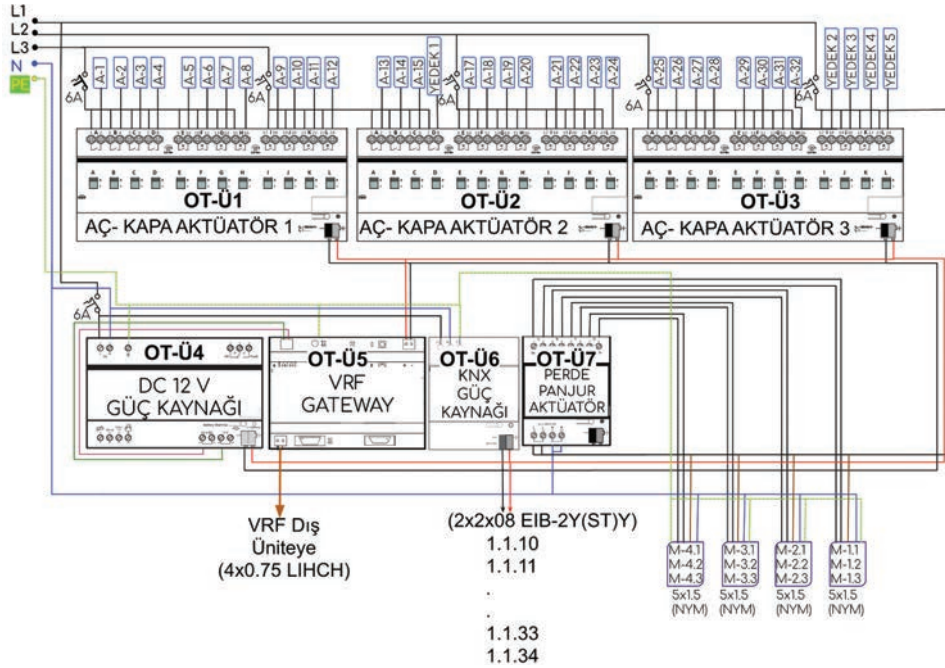 L1
L2
L3
N
PE
6A
A-1
A-2
A-3
A-4
A-5
A-6
A-7
A-8
6A
A-9
A-10
A-11
A-12
A-13
A-14
A-15
YEDEK 1
6A
A-17
A-18
A-19
A-20
A-21
A-22
A-23
A-24
6A
A-25
A-26
A-27
A-28
A-29
A-30
A-31
A-32
6A
YEDEK 2
YEDEK 3
YEDEK 4
YEDEK 5
A B C D E F G H I J K L
OT-Ü1
AÇ- KAPA AKTÜATÖR 1
A B C D E F G H I J K L
OT-Ü2
AÇ- KAPA AKTÜATÖR 2
A B C D E F G H I J K L
OT-Ü3
AÇ- KAPA AKTÜATÖR 3
6A
OT-Ü4
DC 12 V
GÜÇ KAYNAĞI
OT-Ü5
VRF
GATEWAY
OT-Ü6
KNX
GÜÇ
KAYNAĞI
OT-Ü7
PERDE
PANJUR
AKTÜATÖR
VRF Dış
Üniteye
(4x0.75 LIHCH)
(2x2x08 EIB-2Y(ST)Y)
1.1.10
1.1.11
.
.
1.1.33
1.1.34
M-4.1
M-4.2
M-4.3
5x1.5
(NYM)
M-3.1
M-3.2
M-3.3
5x1.5
(NYM)
M-2.1
M-2.2
M-2.3
5x1.5
(NYM)
M-1.1
M-1.2
M-1.3
5x1.5
(NYM)